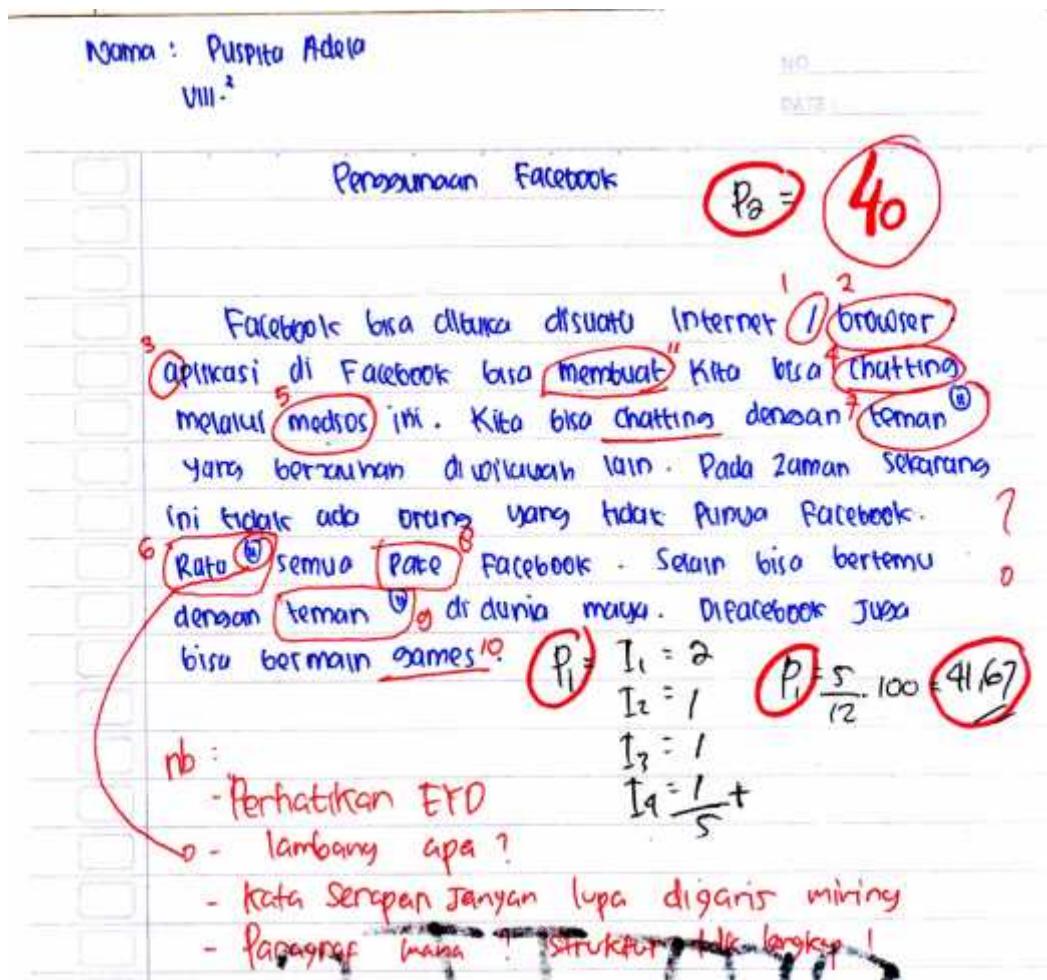 Nama : Puspita Adela
VIII.2
NO
DATE :
Penggunaan Facebook
P2 = 40
1 2
Facebook bisa dibuka disuatu Internet / browser
3 aplikasi di Facebook bisa membuat 11 Kita bisa 4 chatting
melalui 5 medsos ini. Kita bisa chatting dengan 7 teman"
yang berjauhan diwilayah lain. Pada Zaman sekarang
ini tidak ada orang yang tidak Punya Facebook. ?
6 Rata" semua Pake 8 Facebook. Selain bisa bertemu
dengan teman" 9 di dunia maya. Difacebook Juga
bisa bermain games 10.
P1 = I1 = 2
I2 = 1
I3 = 1
I4 = 1 +
5
P1 = 5/12 . 100 = 41,67
nb :
- Perhatikan EYD
- lambang apa ?
- Kata Serapan Jangan lupa digaris miring
- Paragraf mana ? Struktur lengkap !